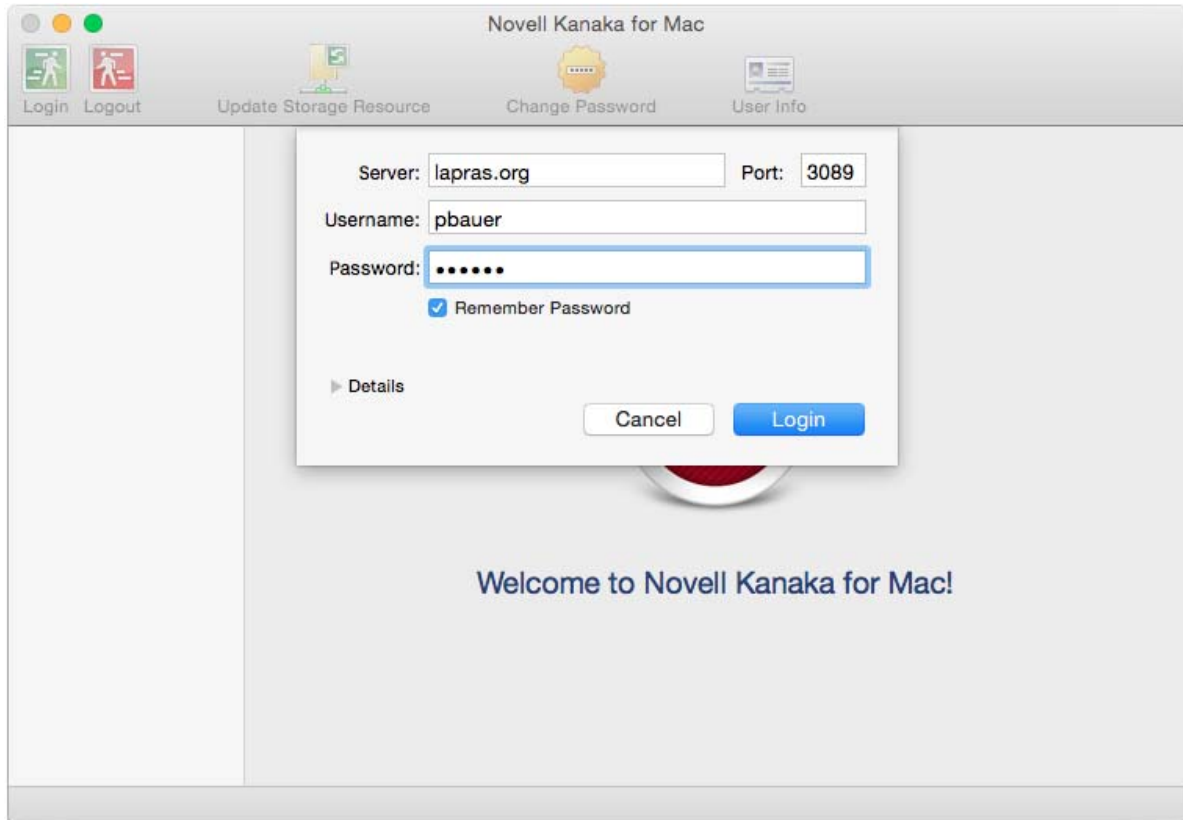 Novell Kanaka for Mac
Login Logout Update Storage Resource Change Password User Info
Server: lapras.org Port: 3089
Username: pbauer
Password: ••••••
Remember Password
Details
Cancel Login
Welcome to Novell Kanaka for Mac!